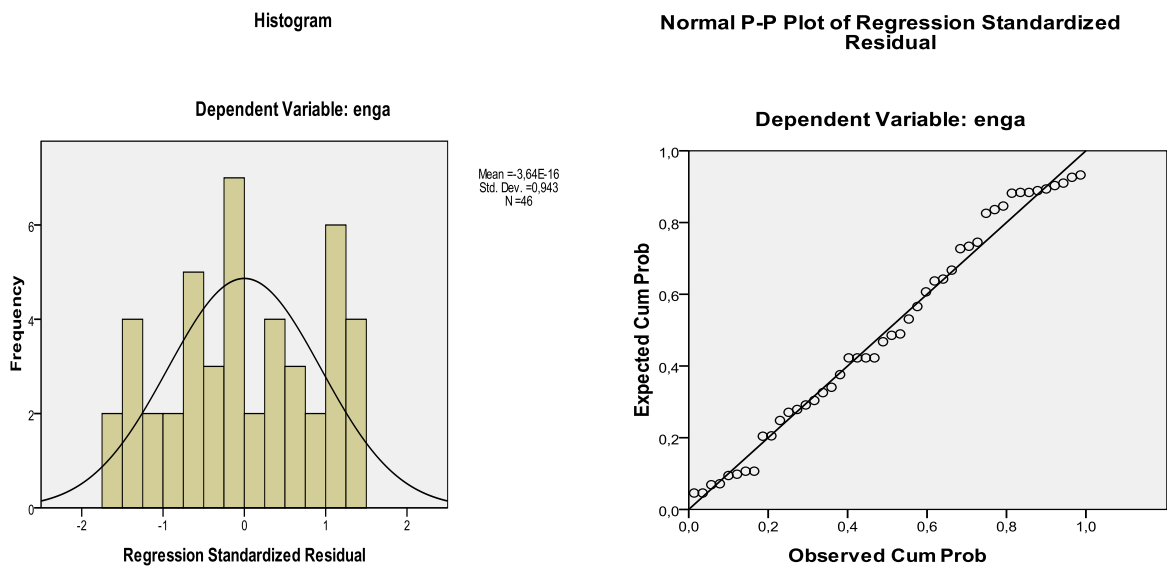 Histogram
Dependent Variable: enga
Mean =-3,64E-16
Std. Dev. =0,943
N =46
Frequency
6
4
2
0
-2
-1
0
1
2
Regression Standardized Residual
Normal P-P Plot of Regression Standardized
Residual
Dependent Variable: enga
Expected Cum Prob
1,0
0,8
0,6
0,4
0,2
0,0
0,0
0,2
0,4
0,6
0,8
1,0
Observed Cum Prob